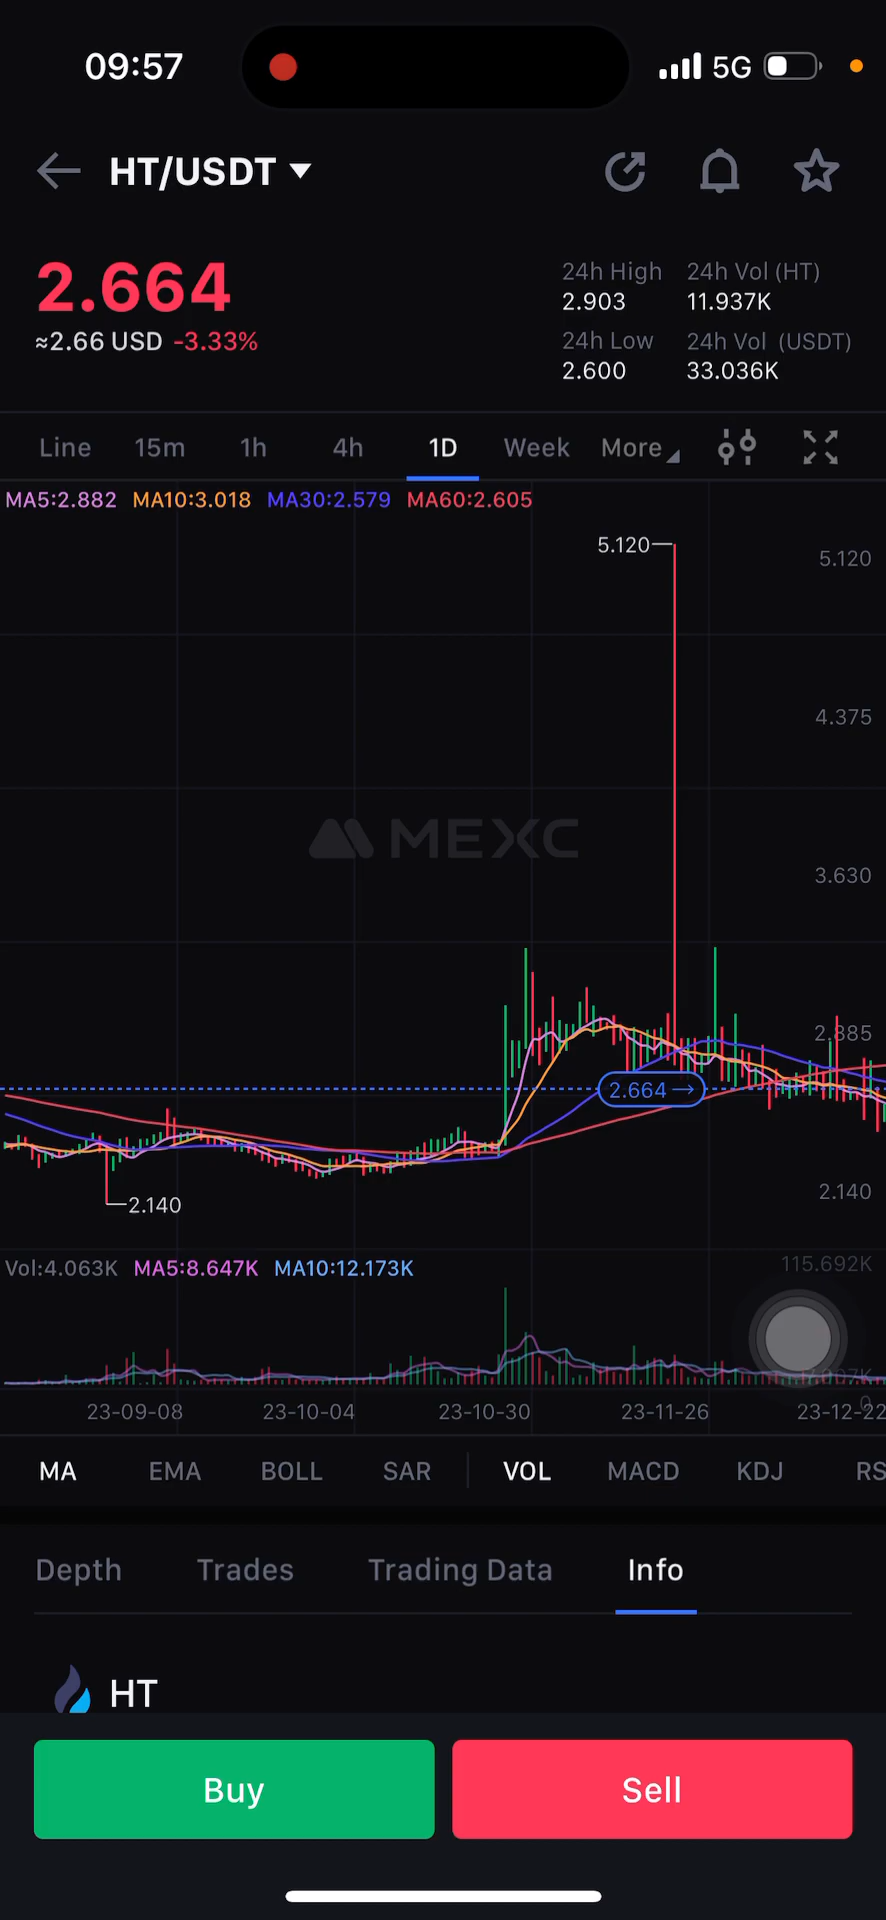 09:57 5G
HT/USDT
2.664
≈2.66 USD -3.33%
24h High 24h Vol (HT)
2.903 11.937K
24h Low 24h Vol (USDT)
2.600 33.036K
Line 15m 1h 4h 1D Week More
MA5:2.882 MA10:3.018 MA30:2.579 MA60:2.605
5.120
5.120
4.375
MEXC
3.630
2.885
2.664
2.140
2.140
Vol:4.063K MA5:8.647K MA10:12.173K
115.692K
0
23-09-08 23-10-04 23-10-30 23-11-26 23-12-22
MA EMA BOLL SAR VOL MACD KDJ RS
Depth Trades Trading Data Info
HT
Buy Sell